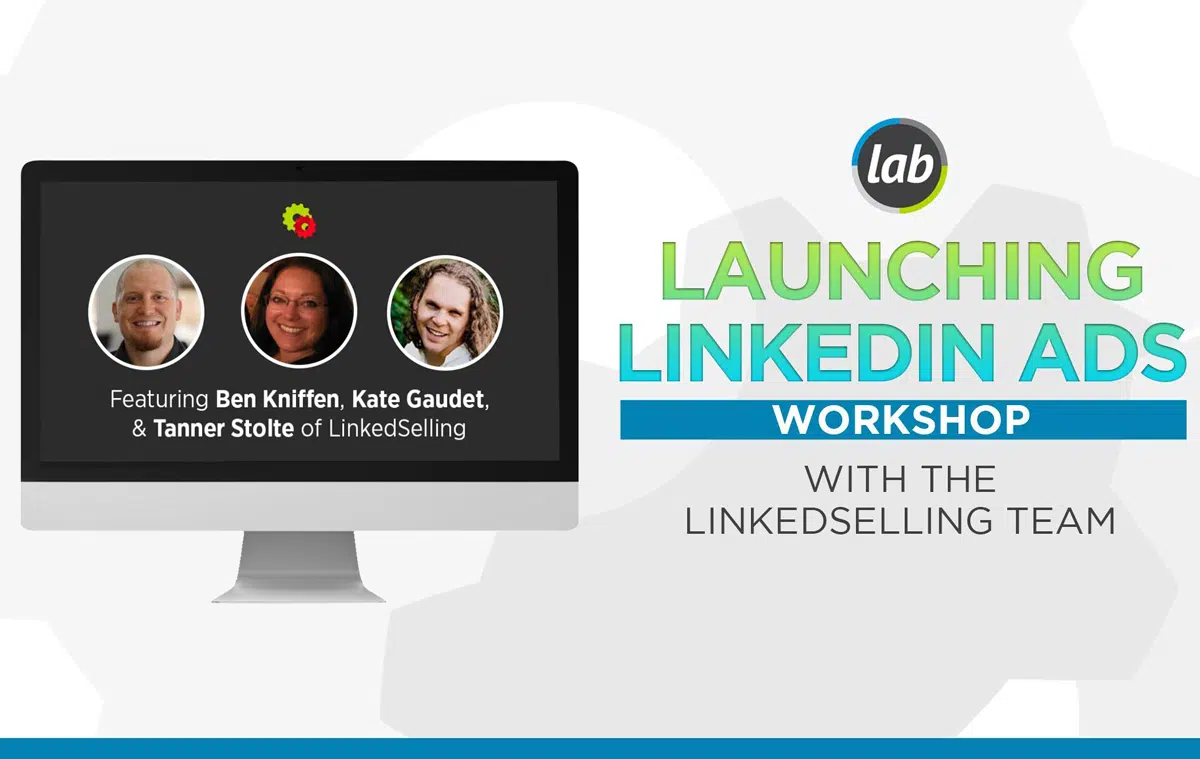 Featuring Ben Kniffen, Kate Gaudet,
& Tanner Stolte of LinkedSelling
lab
LAUNCHING
LINKEDIN ADS
WORKSHOP
WITH THE
LINKEDSELLING TEAM